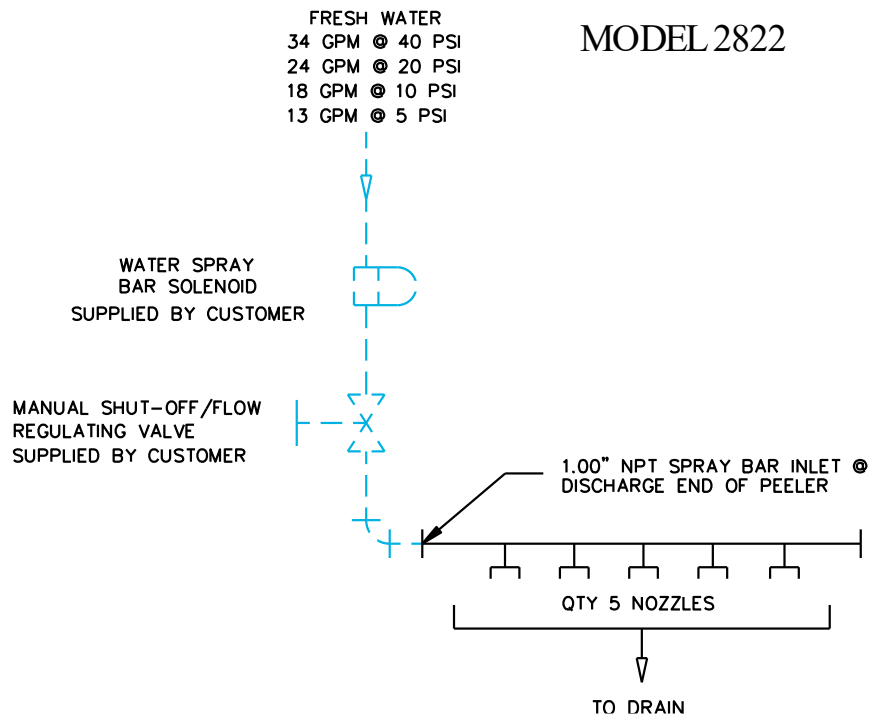 FRESH WATER
34 GPM @ 40 PSI
24 GPM @ 20 PSI
18 GPM @ 10 PSI
13 GPM @ 5 PSI
MODEL 2822
WATER SPRAY
BAR SOLENOID
SUPPLIED BY CUSTOMER
MANUAL SHUT-OFF/FLOW
REGULATING VALVE
SUPPLIED BY CUSTOMER
1.00" NPT SPRAY BAR INLET @
DISCHARGE END OF PEELER
QTY 5 NOZZLES
TO DRAIN